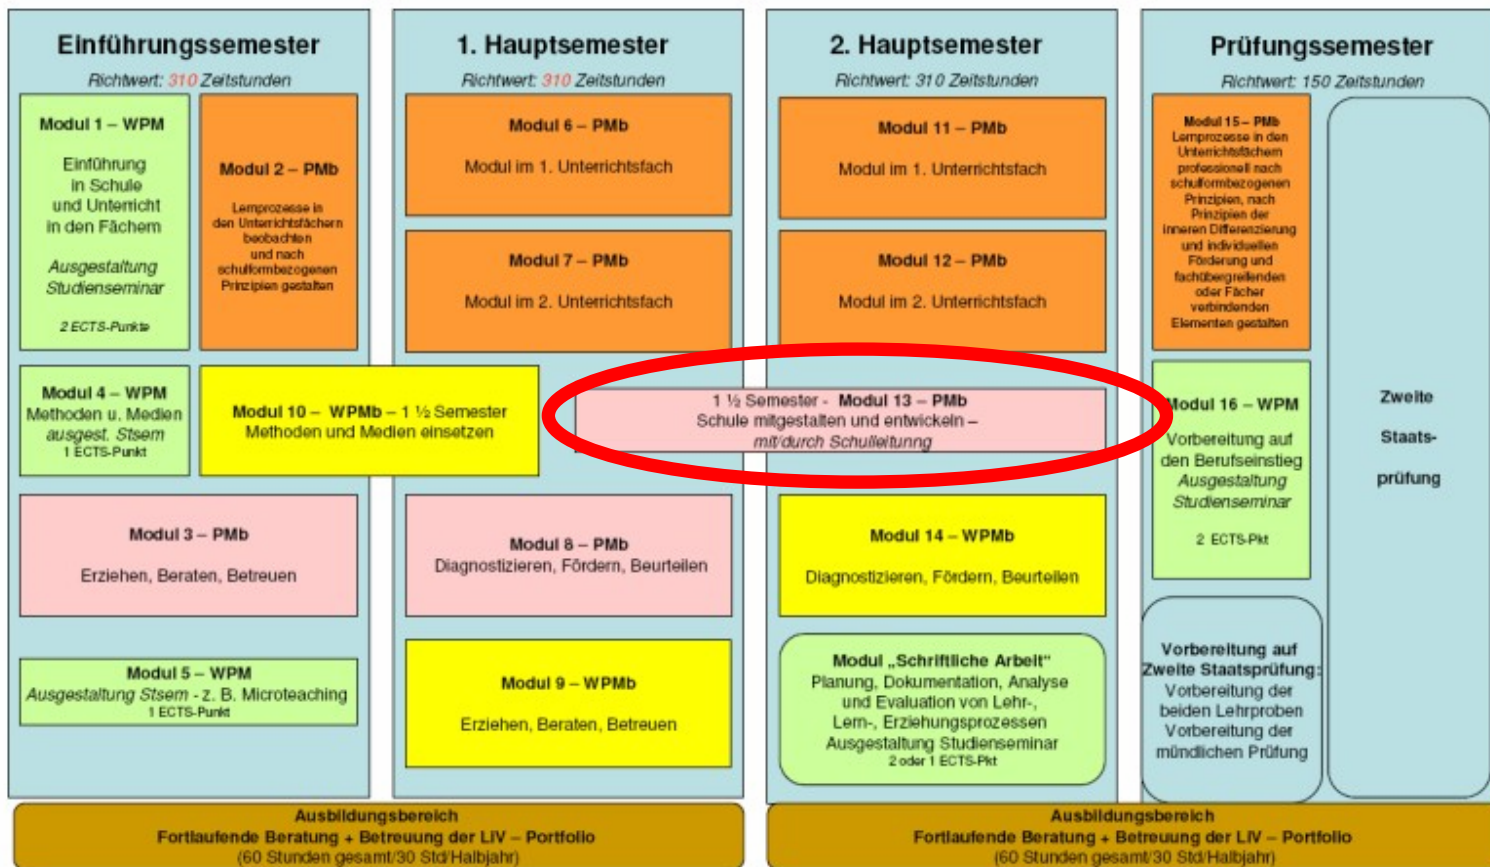 Einführungssemester
Richtwert: 310 Zeitstunden
Modul 1 – WPM
Einführung
in Schule
und Unterricht
in den Fächern
Ausgestaltung
Studienseminar
2 ECTS-Punkte
Modul 2 – PMb
Lernprozesse in
den Unterrichtsfächern
beobachten
und nach
schulformbezogenen
Prinzipien gestalten
Modul 4 – WPM
Methoden u. Medien
ausgest. Stsem
1 ECTS-Punkt
Modul 10 – WPMb – 1 ½ Semester
Methoden und Medien einsetzen
Modul 3 – PMb
Erziehen, Beraten, Betreuen
Modul 5 – WPM
Ausgestaltung Stsem - z. B. Microteaching
1 ECTS-Punkt
1. Hauptsemester
Richtwert: 310 Zeitstunden
Modul 6 – PMb
Modul im 1. Unterrichtsfach
Modul 7 – PMb
Modul im 2. Unterrichtsfach
1 ½ Semester - Modul 13 – PMb
Schule mitgestalten und entwickeln –
mit/durch Schulleitunng
Modul 8 – PMb
Diagnostizieren, Fördern, Beurteilen
Modul 9 – WPMb
Erziehen, Beraten, Betreuen
2. Hauptsemester
Richtwert: 310 Zeitstunden
Modul 11 – PMb
Modul im 1. Unterrichtsfach
Modul 12 – PMb
Modul im 2. Unterrichtsfach
Modul 14 – WPMb
Diagnostizieren, Fördern, Beurteilen
Modul „Schriftliche Arbeit“
Planung, Dokumentation, Analyse
und Evaluation von Lehr-,
Lern-, Erziehungsprozessen
Ausgestaltung Studienseminar
2 oder 1 ECTS-Pkt
Prüfungssemester
Richtwert: 150 Zeitstunden
Modul 15 – PMb
Lernprozesse in den
Unterrichtsfächern
professionell nach
schulformbezogenen
Prinzipien, nach
Prinzipien der
inneren Differenzierung
und individuellen
Förderung und
fachübergreifenden
oder Fächer
verbindenden
Elementen gestalten
Modul 16 – WPM
Vorbereitung auf
den Berufseinstieg
Ausgestaltung
Studienseminar
2 ECTS-Pkt
Vorbereitung auf
Zweite Staatsprüfung:
Vorbereitung der
beiden Lehrproben
Vorbereitung der
mündlichen Prüfung
Zweite
Staats-
prüfung
Ausbildungsbereich
Fortlaufende Beratung + Betreuung der LIV – Portfolio
(60 Stunden gesamt/30 Std/Halbjahr)
Ausbildungsbereich
Fortlaufende Beratung + Betreuung der LIV – Portfolio
(60 Stunden gesamt/30 Std/Halbjahr)